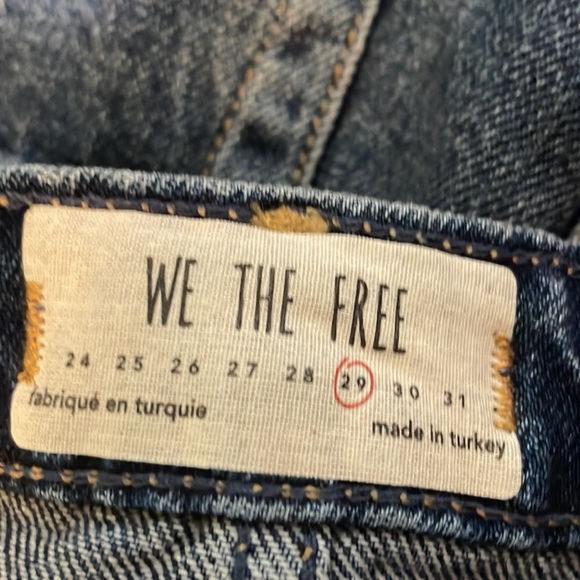 WE THE FREE
24 25 26 27 28 29 30 31
fabriqué en turquie
made in turkey